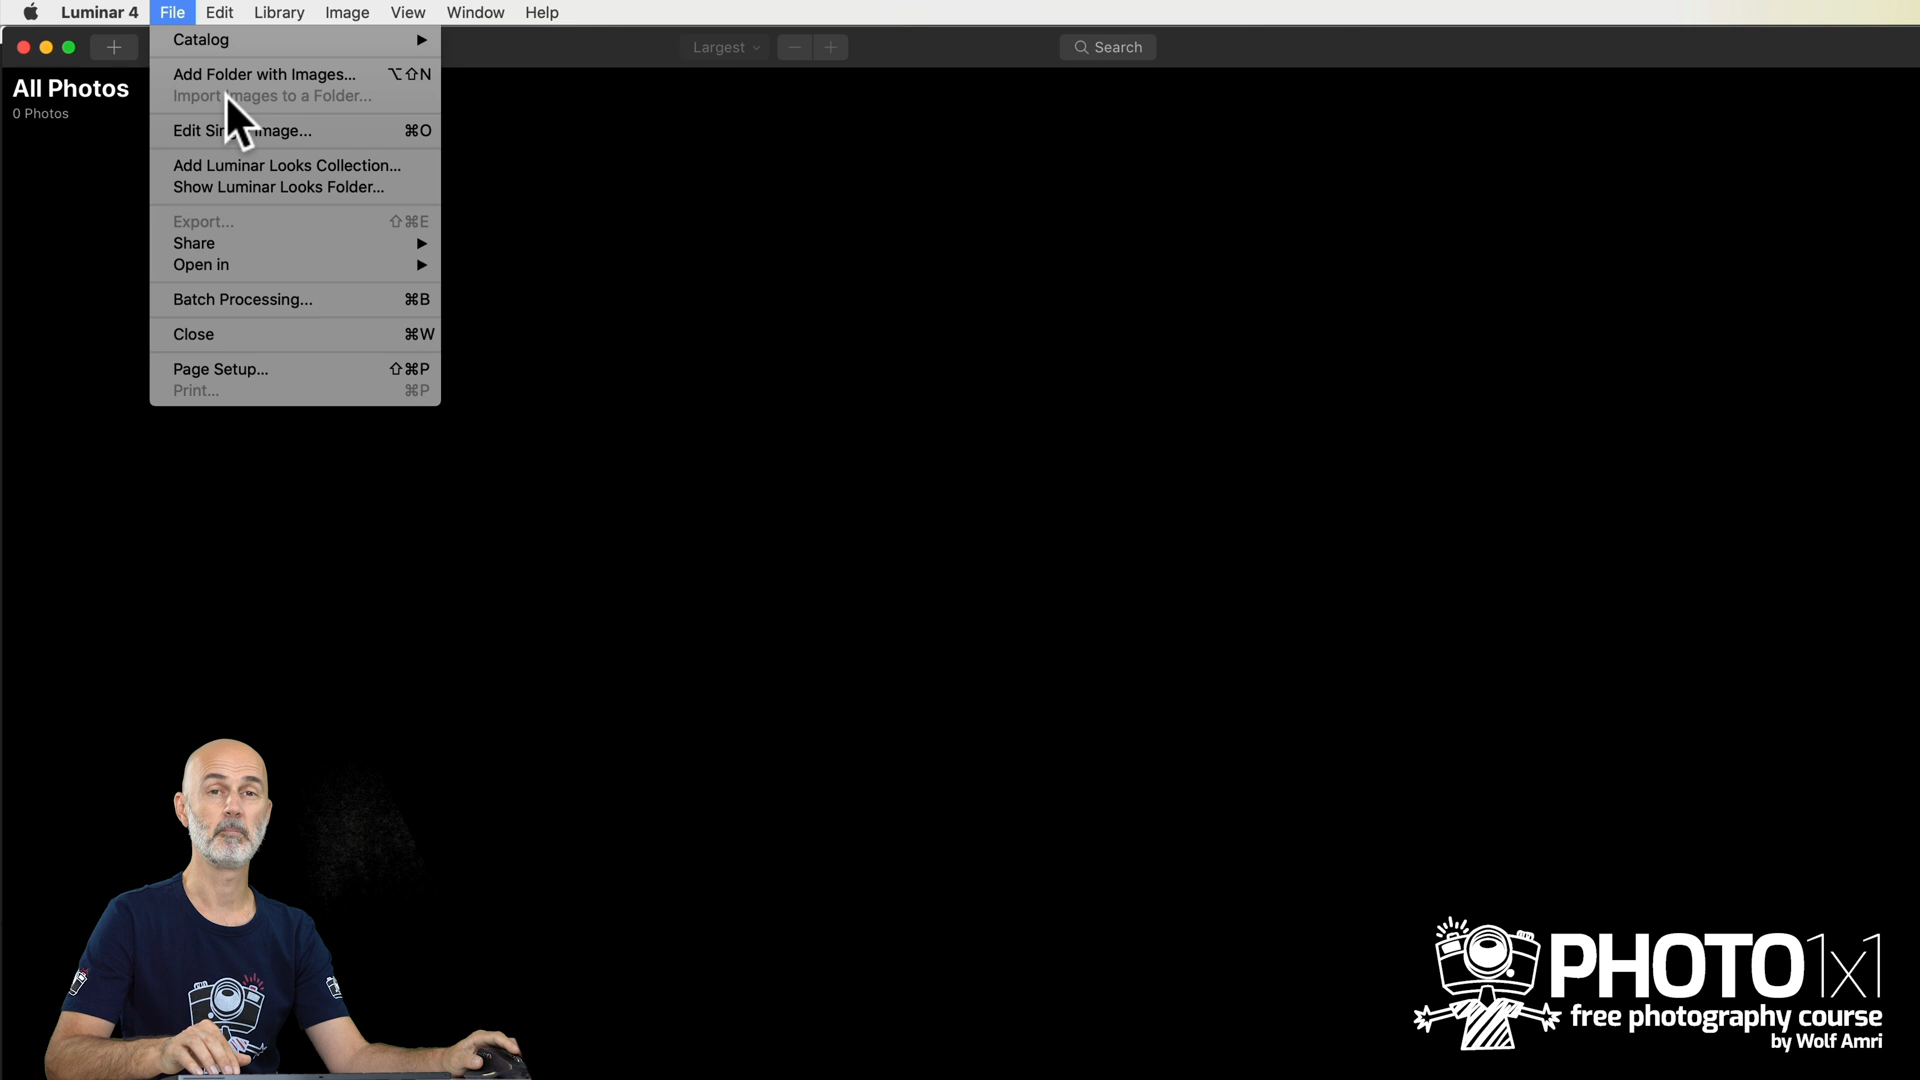 Luminar 4 File Edit Library Image View Window Help
Largest
Search
All Photos
0 Photos
Catalog
Add Folder with Images... ⌥⇧N
Import Images to a Folder...
Edit Single Image... ⌘O
Add Luminar Looks Collection...
Show Luminar Looks Folder...
Export... ⇧⌘E
Share
Open in
Batch Processing... ⌘B
Close ⌘W
Page Setup... ⇧⌘P
Print... ⌘P
PHOTO1x1
free photography course
by Wolf Amri